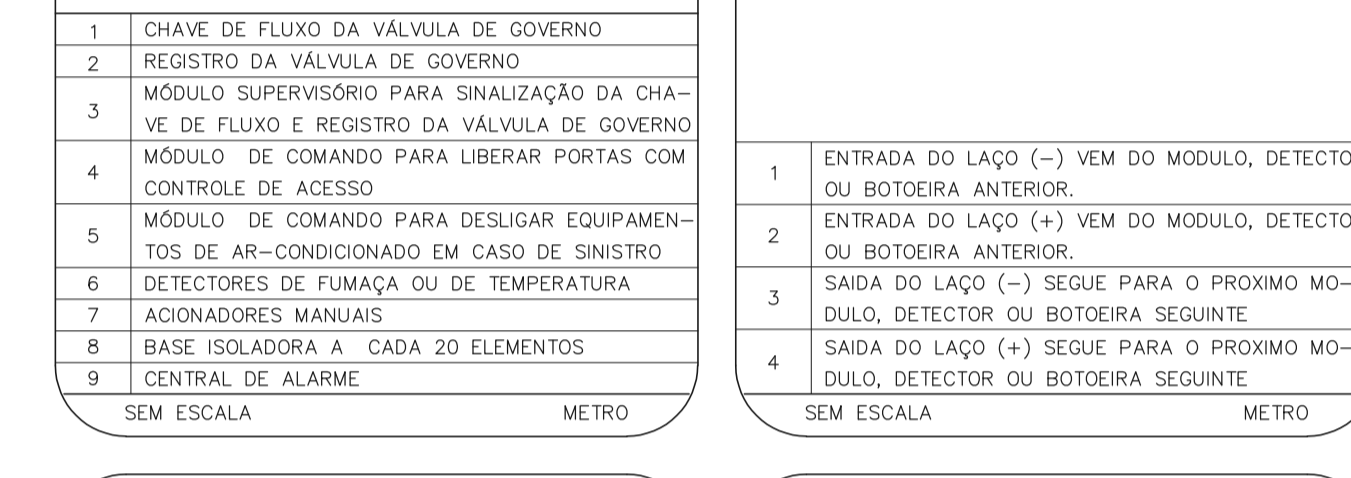 1 CHAVE DE FLUXO DA VÁLVULA DE GOVERNO
2 REGISTRO DA VÁLVULA DE GOVERNO
3 MÓDULO SUPERVISÓRIO PARA SINALIZAÇÃO DA CHA-
VE DE FLUXO E REGISTRO DA VÁLVULA DE GOVERNO
4 MÓDULO DE COMANDO PARA LIBERAR PORTAS COM
CONTROLE DE ACESSO
5 MÓDULO DE COMANDO PARA DESLIGAR EQUIPAMEN-
TOS DE AR-CONDICIONADO EM CASO DE SINISTRO
6 DETECTORES DE FUMAÇA OU DE TEMPERATURA
7 ACIONADORES MANUAIS
8 BASE ISOLADORA A CADA 20 ELEMENTOS
9 CENTRAL DE ALARME
SEM ESCALA METRO
1 ENTRADA DO LAÇO (-) VEM DO MODULO, DETECTO
OU BOTOEIRA ANTERIOR.
2 ENTRADA DO LAÇO (+) VEM DO MODULO, DETECTO
OU BOTOEIRA ANTERIOR.
3 SAIDA DO LAÇO (-) SEGUE PARA O PROXIMO MO-
DULO, DETECTOR OU BOTOEIRA SEGUINTE
4 SAIDA DO LAÇO (+) SEGUE PARA O PROXIMO MO-
DULO, DETECTOR OU BOTOEIRA SEGUINTE
SEM ESCALA METRO